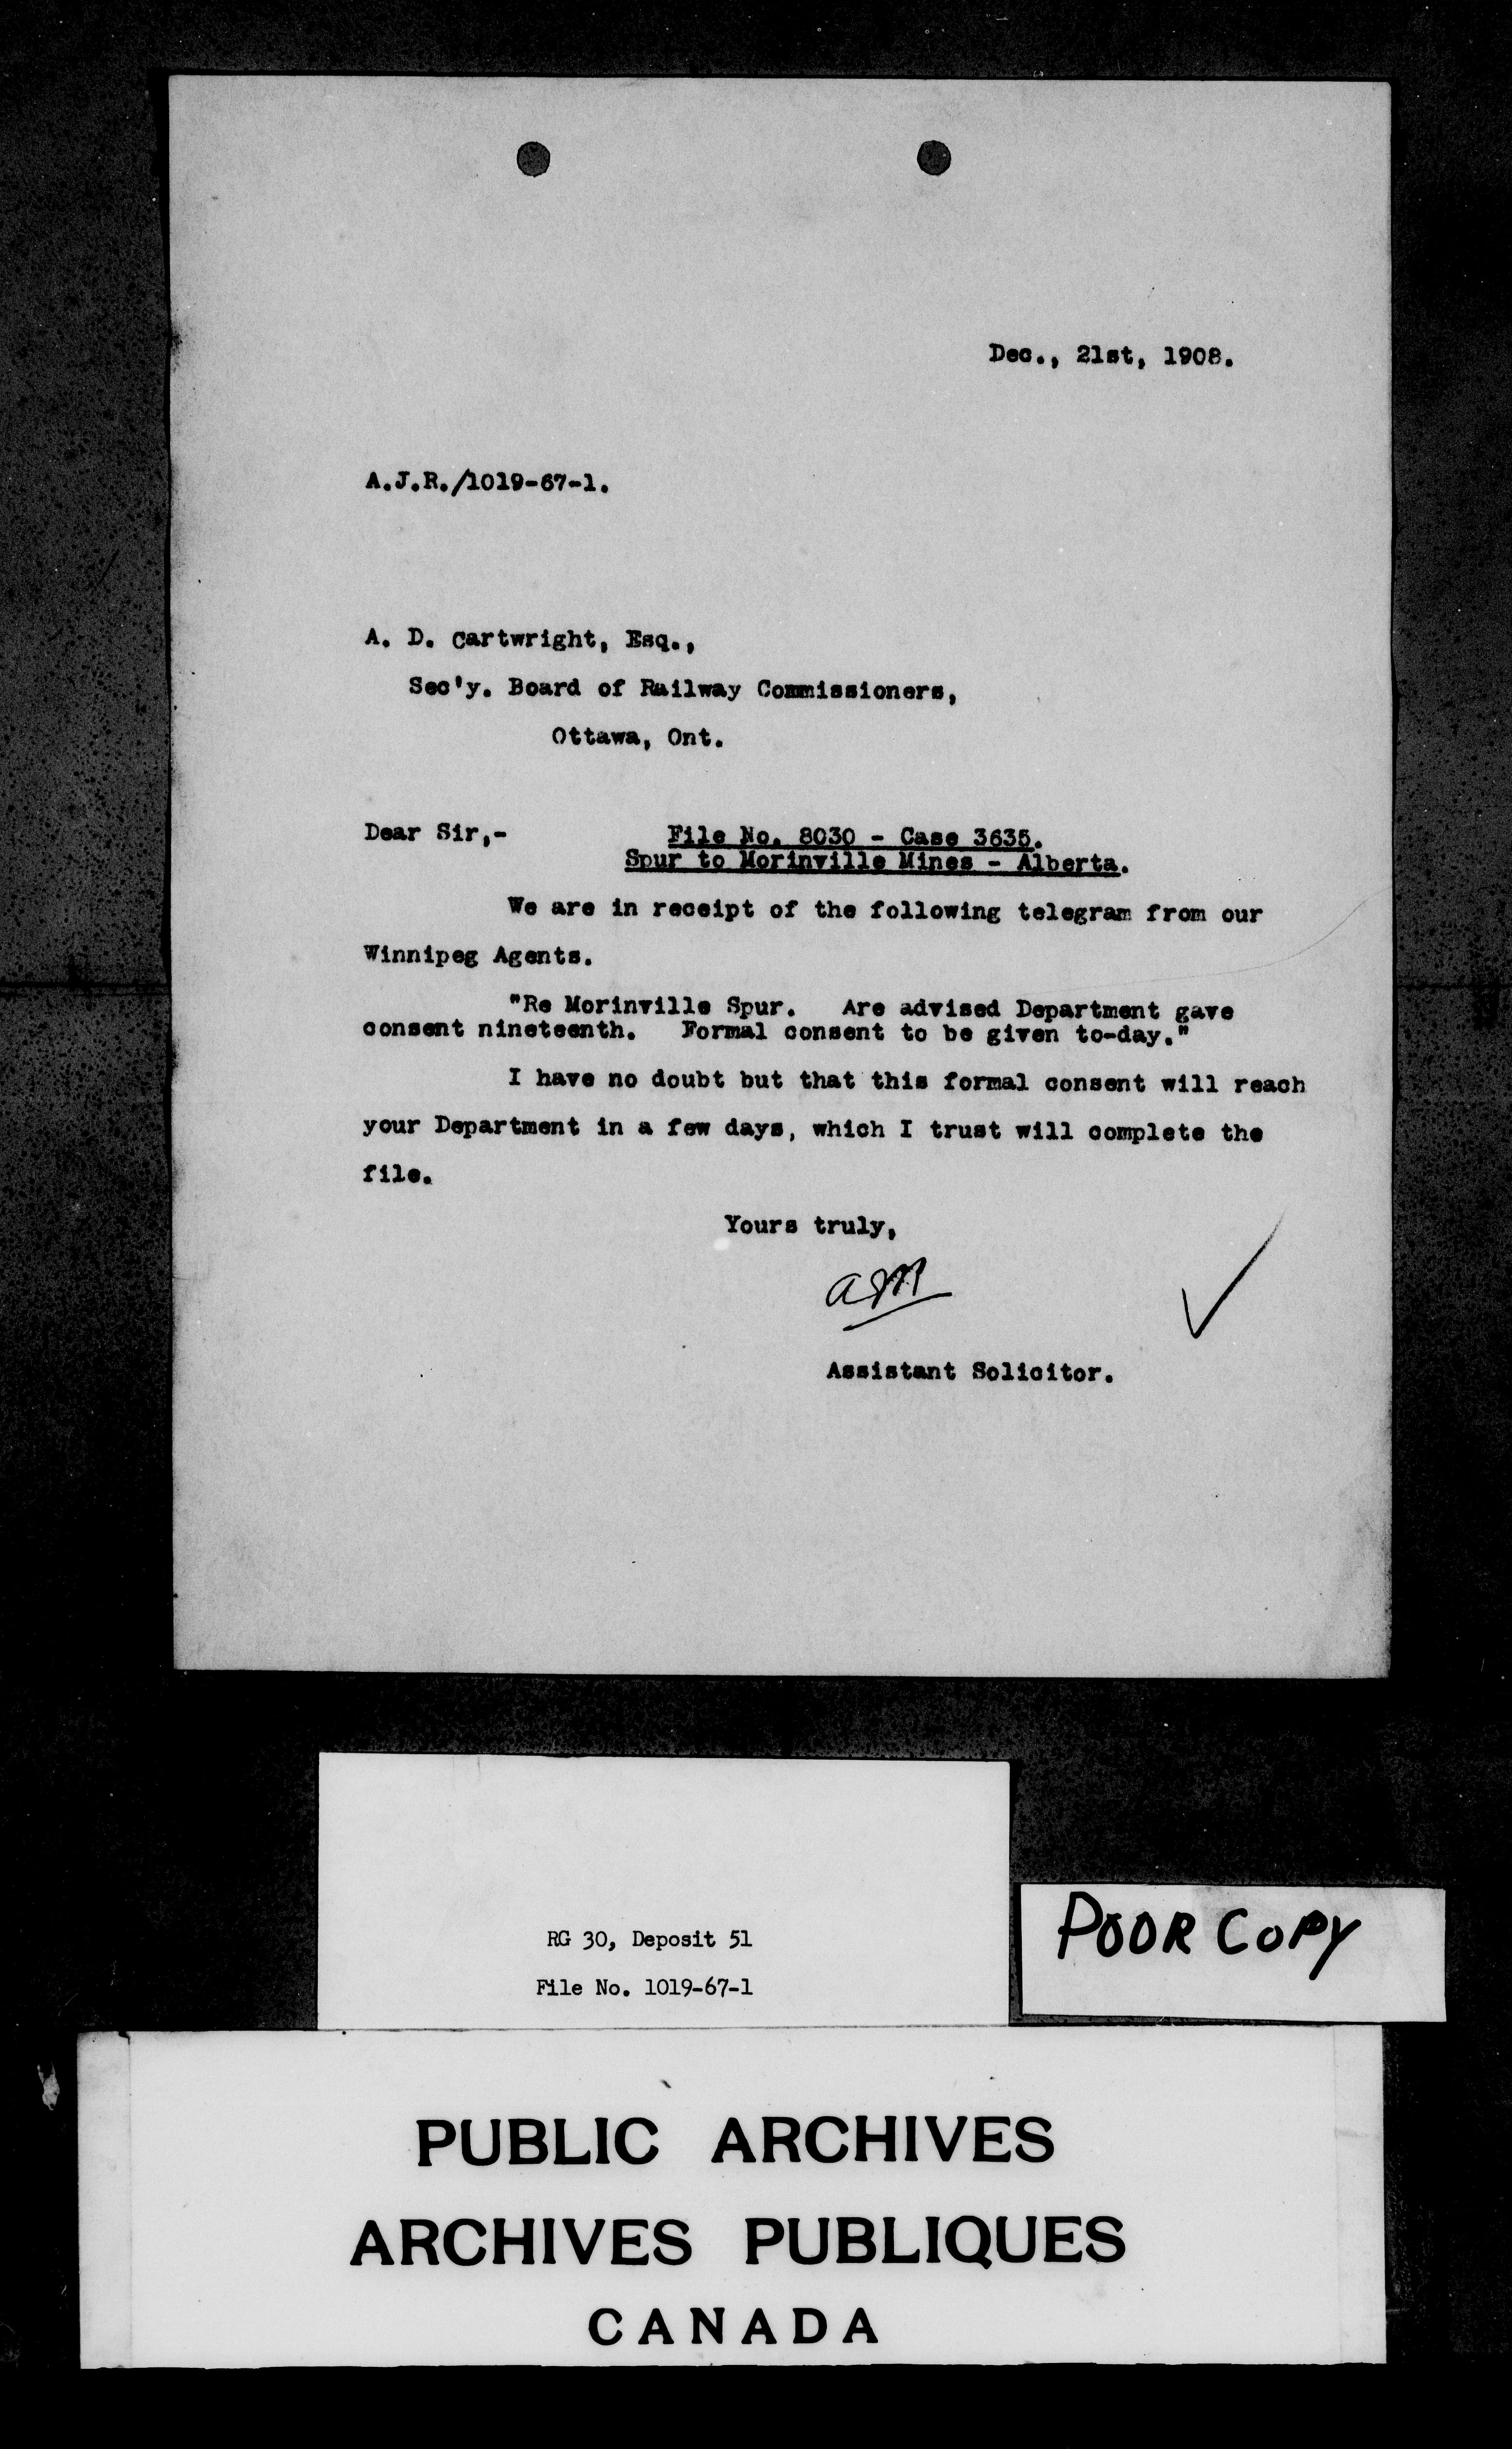 Dec., 21st, 1908.
A.J.R./1019-67-1.
A. D. Cartwright, Esq.,
Sec'y. Board of Railway Commissioners,
Ottawa, Ont.
Dear Sir,- File No. 8030 - Case 3635.
Spur to Morinville Mines - Alberta.
We are in receipt of the following telegram from our
Winnipeg Agents.
"Re Morinville Spur. Are advised Department gave
consent nineteenth. Formal consent to be given to-day."
I have no doubt but that this formal consent will reach
your Department in a few days, which I trust will complete the
file.
Yours truly,
Assistant Solicitor.
RG 30, Deposit 51
File No. 1019-67-1
POOR COPY
PUBLIC ARCHIVES
ARCHIVES PUBLIQUES
CANADA